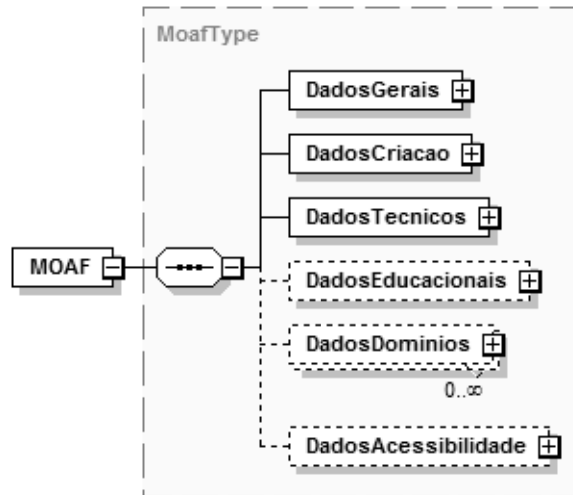 MoafType
DadosGerais
DadosCriacao
DadosTecnicos
MOAF
DadosEducacionais
DadosDominios
0..∞
DadosAcessibilidade